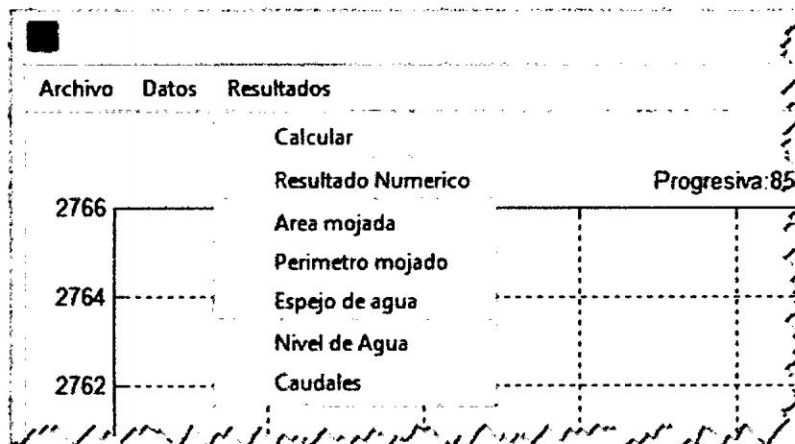 Archivo Datos Resultados
Calcular
Resultado Numerico
Progresiva:85
2766
Area mojada
Perimetro mojado
2764
Espejo de agua
Nivel de Agua
2762
Caudales